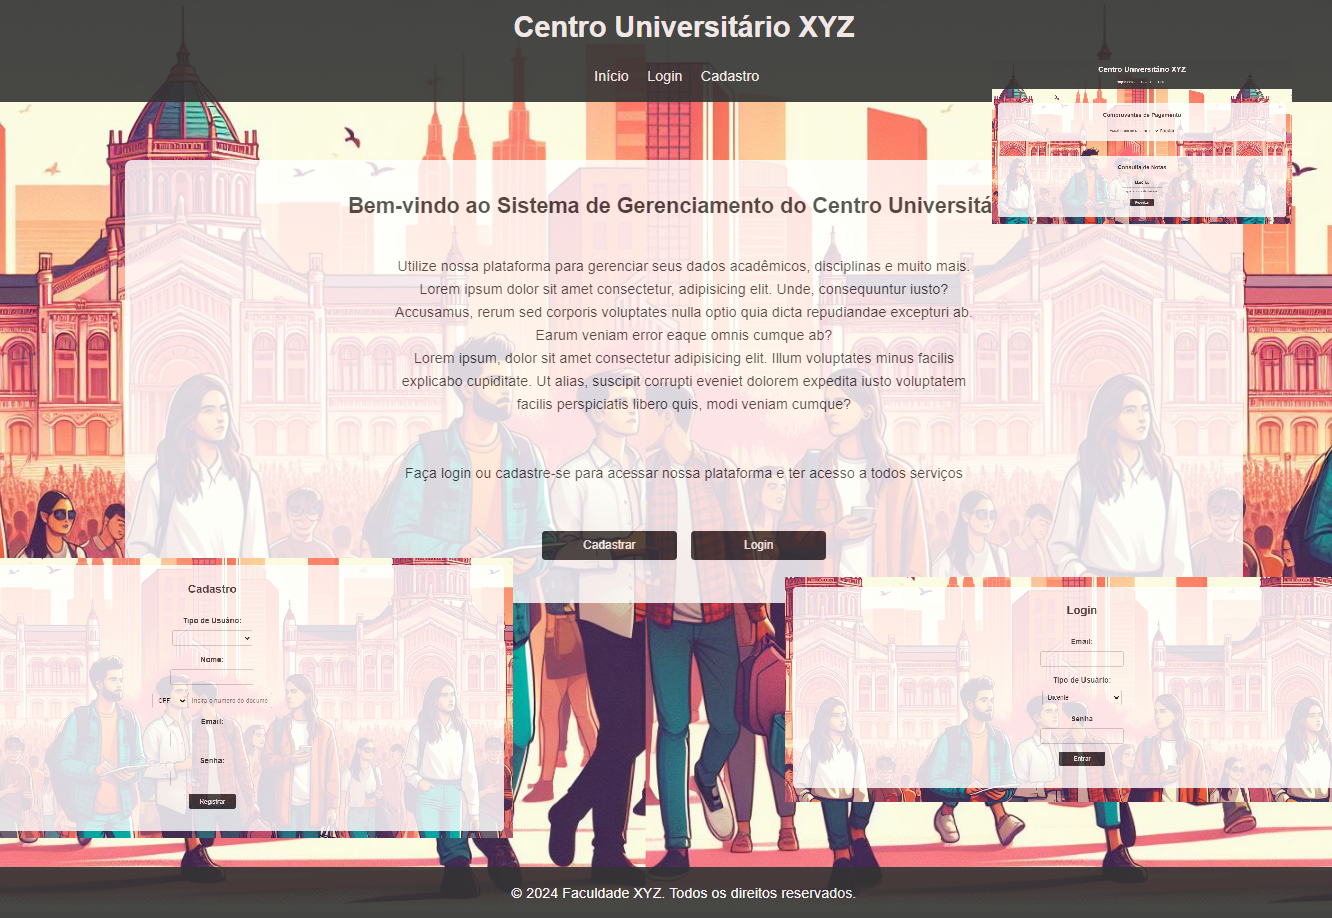 Centro Universitário XYZ
Início Login Cadastro
Centro Universitário XYZ
Comprovantes de Pagamento
Consulta de Notas
Bem-vindo ao Sistema de Gerenciamento do Centro Universitá
Utilize nossa plataforma para gerenciar seus dados acadêmicos, disciplinas e muito mais.
Lorem ipsum dolor sit amet consectetur, adipisicing elit. Unde, consequuntur iusto?
Accusamus, rerum sed corporis voluptates nulla optio quia dicta repudiandae excepturi ab.
Earum veniam error eaque omnis cumque ab?
Lorem ipsum, dolor sit amet consectetur adipisicing elit. Illum voluptates minus facilis
explicabo cupiditate. Ut alias, suscipit corrupti eveniet dolorem expedita iusto voluptatem
facilis perspiciatis libero quis, modi veniam cumque?
Faça login ou cadastre-se para acessar nossa plataforma e ter acesso a todos serviços
Cadastrar Login
Cadastro
Tipo de Usuário:
Nome:
CPF Insira o número do docume
Email:
Senha:
Registrar
Login
Email:
Tipo de Usuário:
Dicente
Senha
Entrar
© 2024 Faculdade XYZ. Todos os direitos reservados.